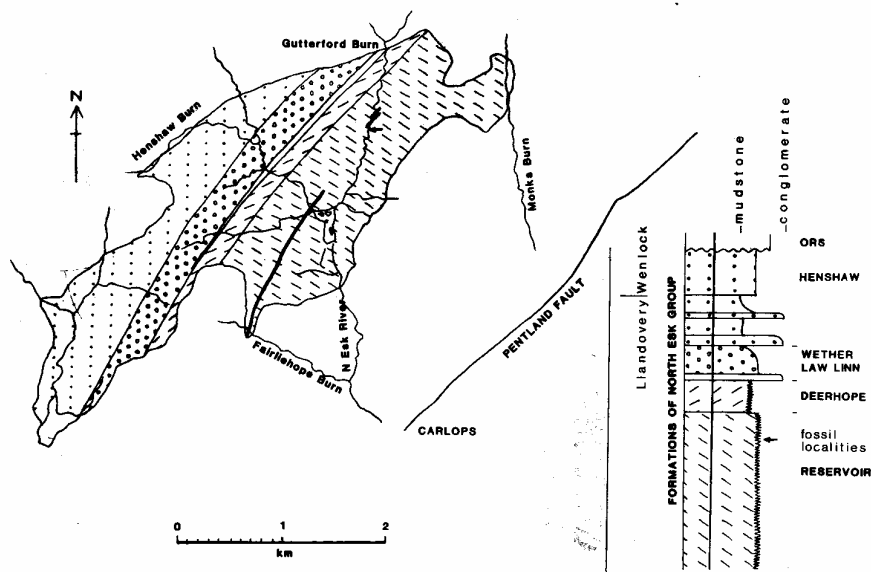 Gutterford Burn
N
Henshaw Burn
Monks Burn
N Esk River
Fairliehope Burn
PENTLAND FAULT
CARLOPS
0 1 2
km
mudstone
conglomerate
Llandovery
Wenlock
FORMATIONS OF NORTH ESK GROUP
ORS
HENSHAW
WETHER
LAW LINN
DEERHOPE
fossil
localities
RESERVOIR